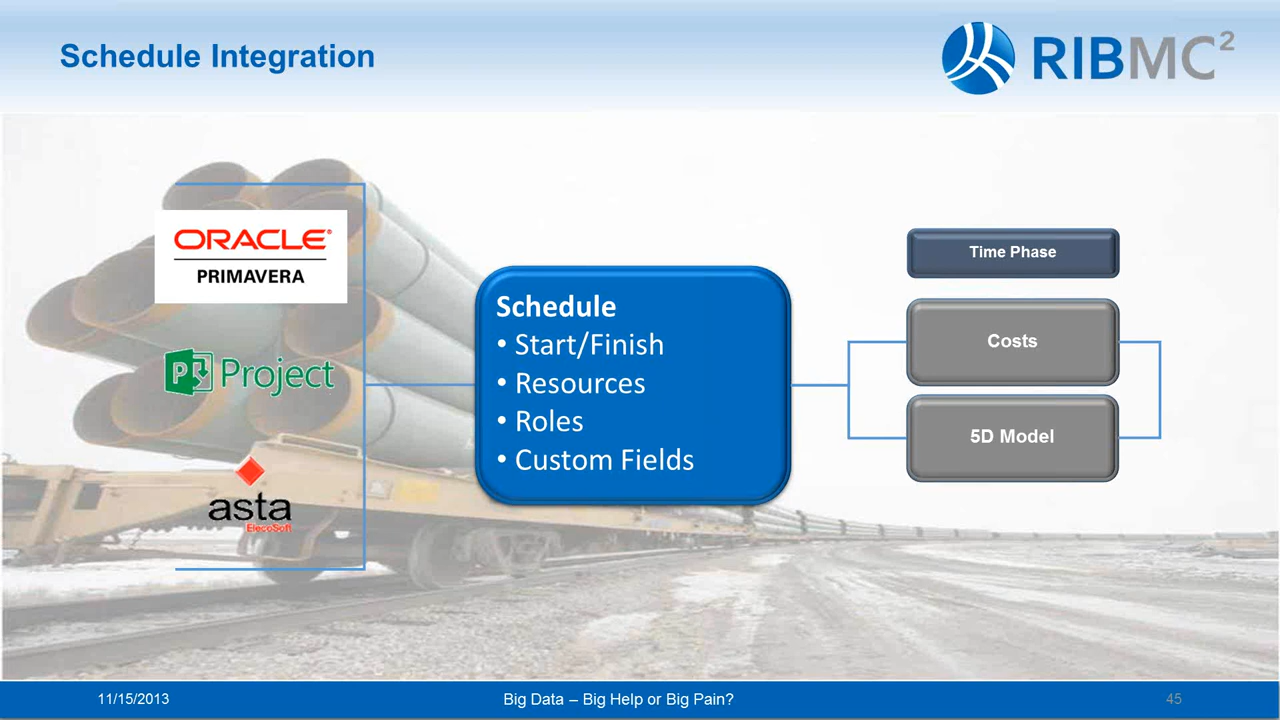 Schedule Integration
RIBMC²
ORACLE®
PRIMAVERA
P Project
asta
ElecoSoft
Schedule
• Start/Finish
• Resources
• Roles
• Custom Fields
Time Phase
Costs
5D Model
11/15/2013
Big Data – Big Help or Big Pain?
45